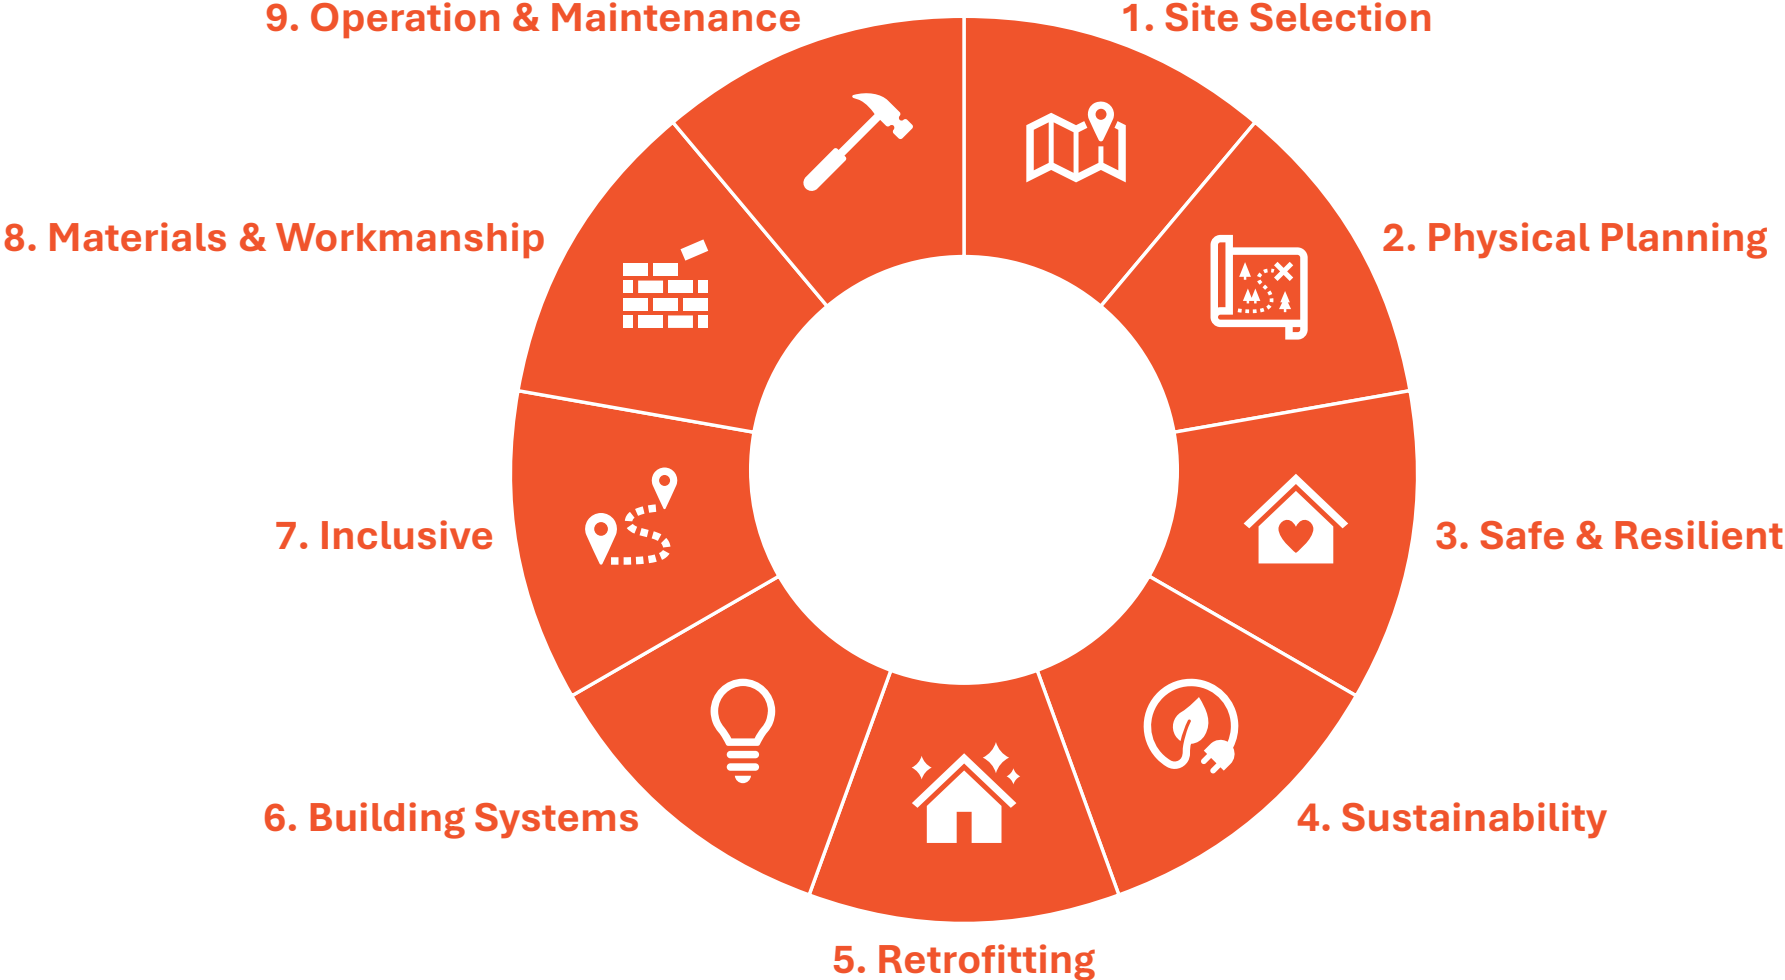 1. Site Selection
2. Physical Planning
3. Safe & Resilient
4. Sustainability
5. Retrofitting
6. Building Systems
7. Inclusive
8. Materials & Workmanship
9. Operation & Maintenance